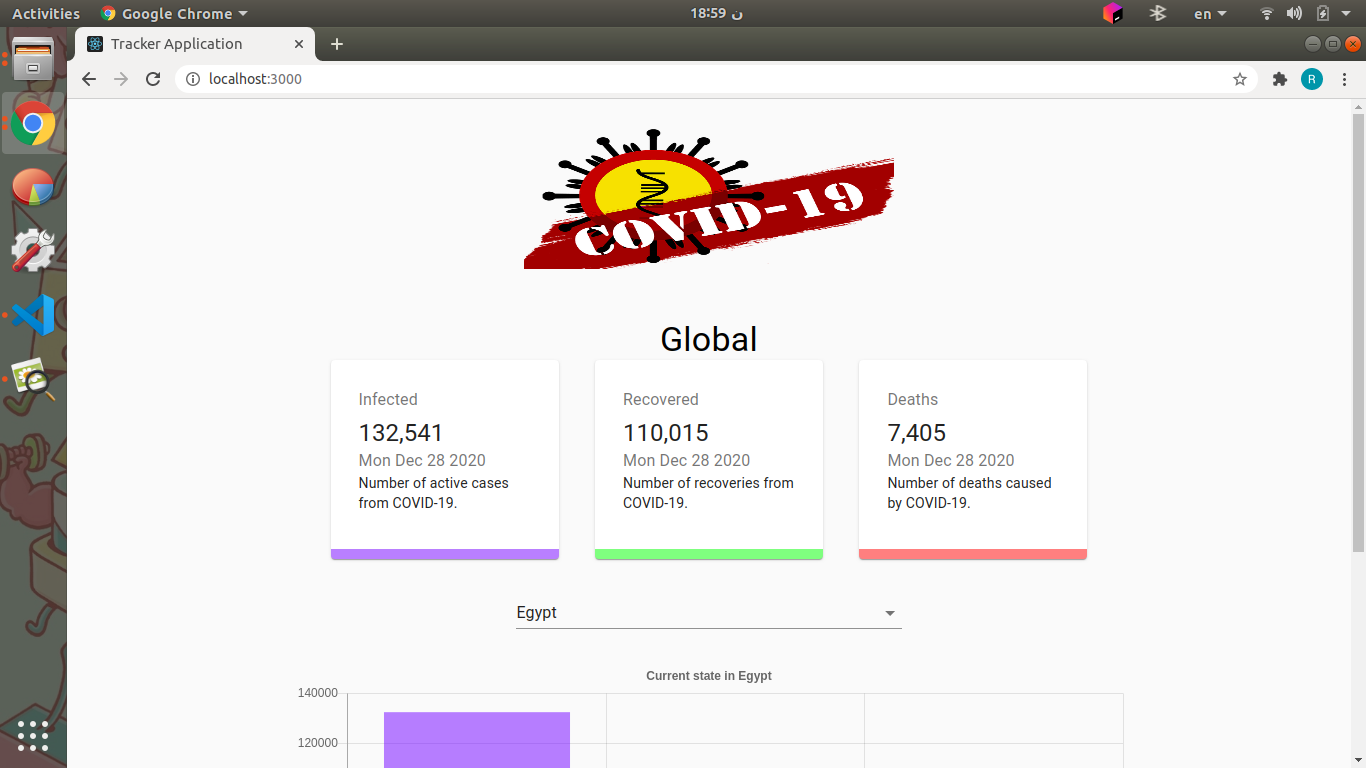 Activities
Google Chrome
18:59 ن
en
Tracker Application
localhost:3000
R
COVID-19
Global
Infected
132,541
Mon Dec 28 2020
Number of active cases
from COVID-19.
Recovered
110,015
Mon Dec 28 2020
Number of recoveries from
COVID-19.
Deaths
7,405
Mon Dec 28 2020
Number of deaths caused
by COVID-19.
Egypt
Current state in Egypt
140000
120000